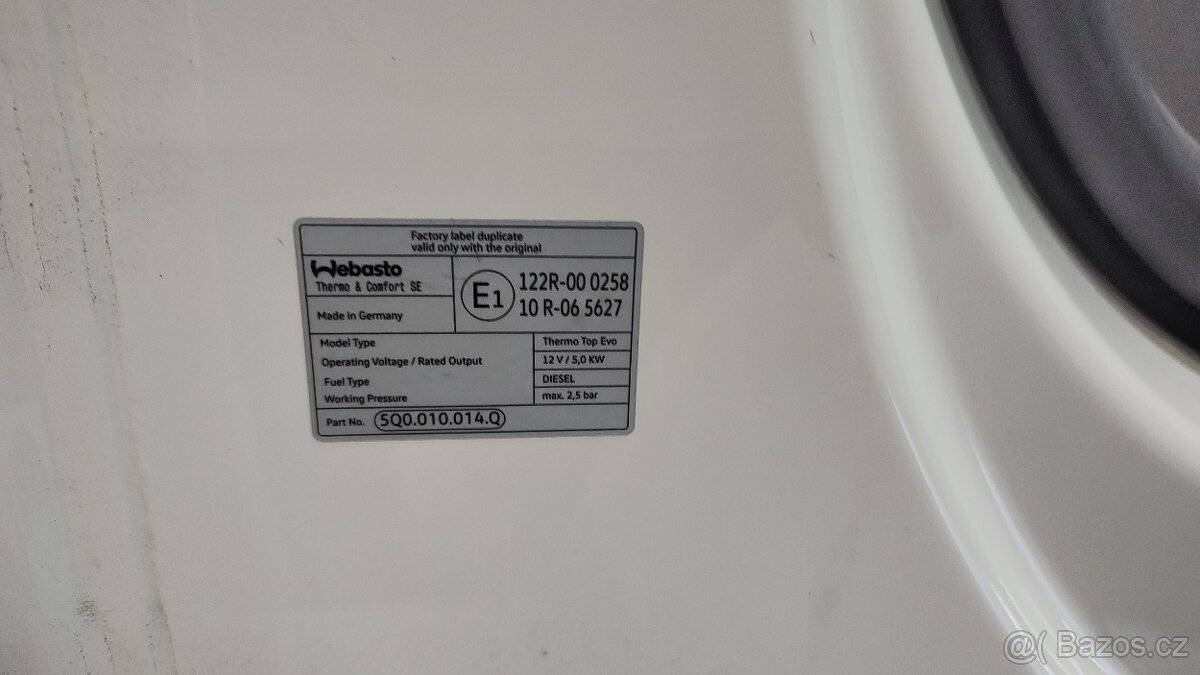 Factory label duplicate
valid only with the original
Webasto
Thermo & Comfort SE
Made in Germany
E1
122R-00 0258
10 R-06 5627
Model Type Thermo Top Evo
Operating Voltage / Rated Output 12 V / 5,0 KW
Fuel Type DIESEL
Working Pressure max. 2,5 bar
Part No. 5Q0.010.014.Q
@( Bazos.cz